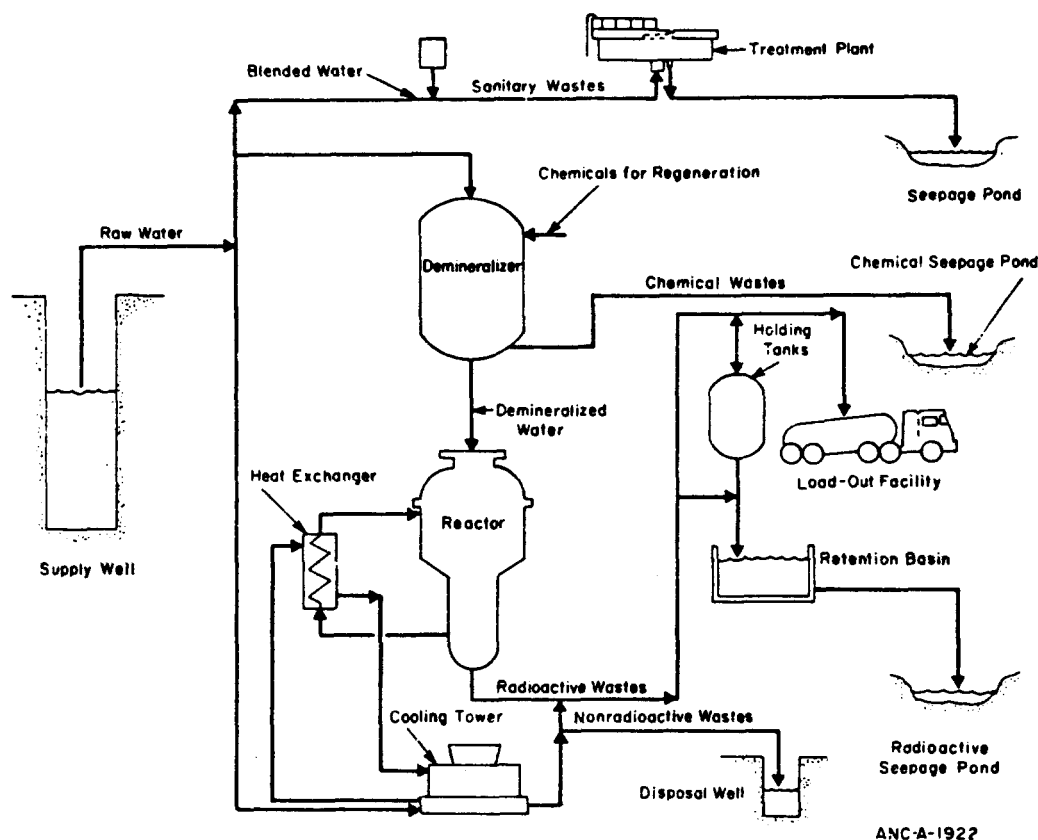 Treatment Plant
Blended Water
Sanitary Wastes
Seepage Pond
Chemicals for Regeneration
Raw Water
Demineralizer
Chemical Wastes
Chemical Seepage Pond
Holding
Tanks
Demineralized
Water
Heat Exchanger
Reactor
Load-Out Facility
Supply Well
Retention Basin
Radioactive Wastes
Cooling Tower
Nonradioactive Wastes
Radioactive
Seepage Pond
Disposal Well
ANC-A-1922